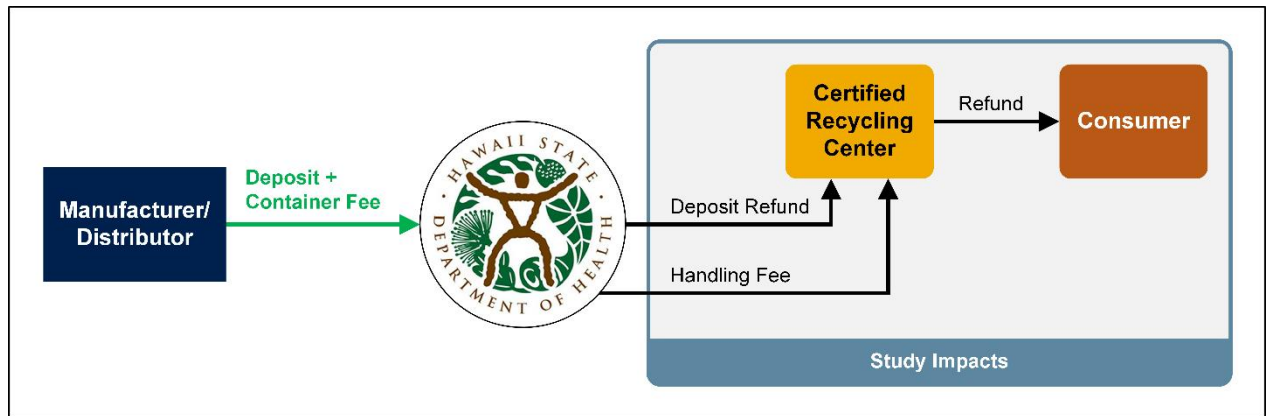 Manufacturer/
Distributor
Deposit +
Container Fee
· HAWAII STATE ·
DEPARTMENT OF HEALTH
Deposit Refund
Handling Fee
Certified
Recycling
Center
Refund
Consumer
Study Impacts